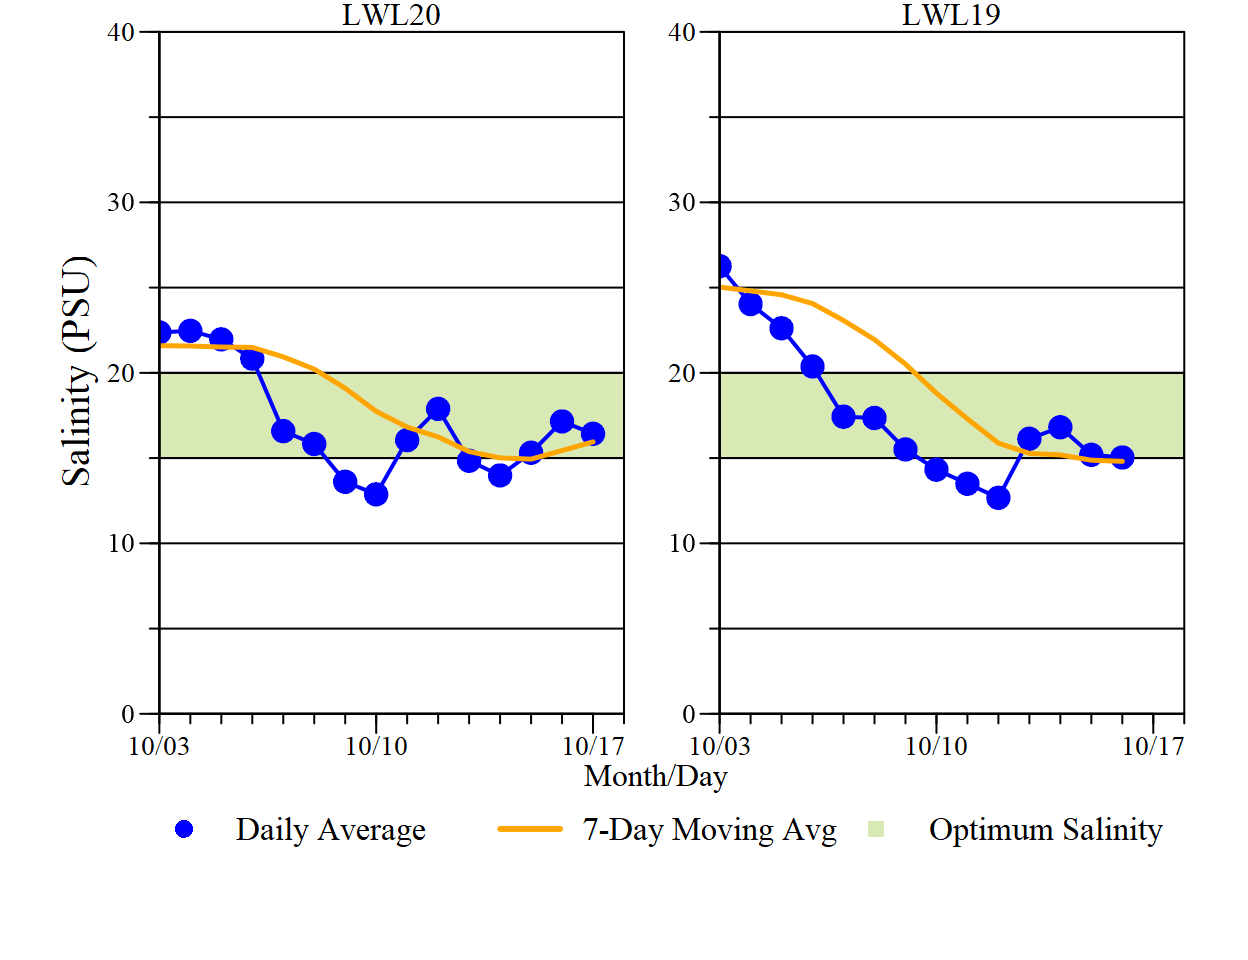 LWL20 LWL19
40 40
30 30
Salinity (PSU)
20 20
10 10
0 0
10/03 10/10 10/17 10/03 10/10 10/17
Month/Day
Daily Average 7-Day Moving Avg Optimum Salinity